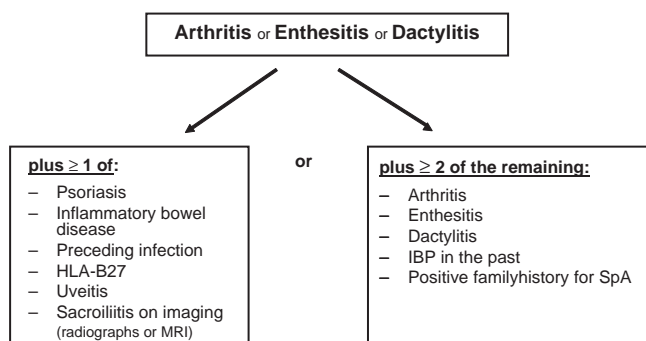 Arthritis or Enthesitis or Dactylitis
plus ≥ 1 of:
– Psoriasis
– Inflammatory bowel
disease
– Preceding infection
– HLA-B27
– Uveitis
– Sacroiliitis on imaging
(radiographs or MRI)
or
plus ≥ 2 of the remaining:
– Arthritis
– Enthesitis
– Dactylitis
– IBP in the past
– Positive familyhistory for SpA